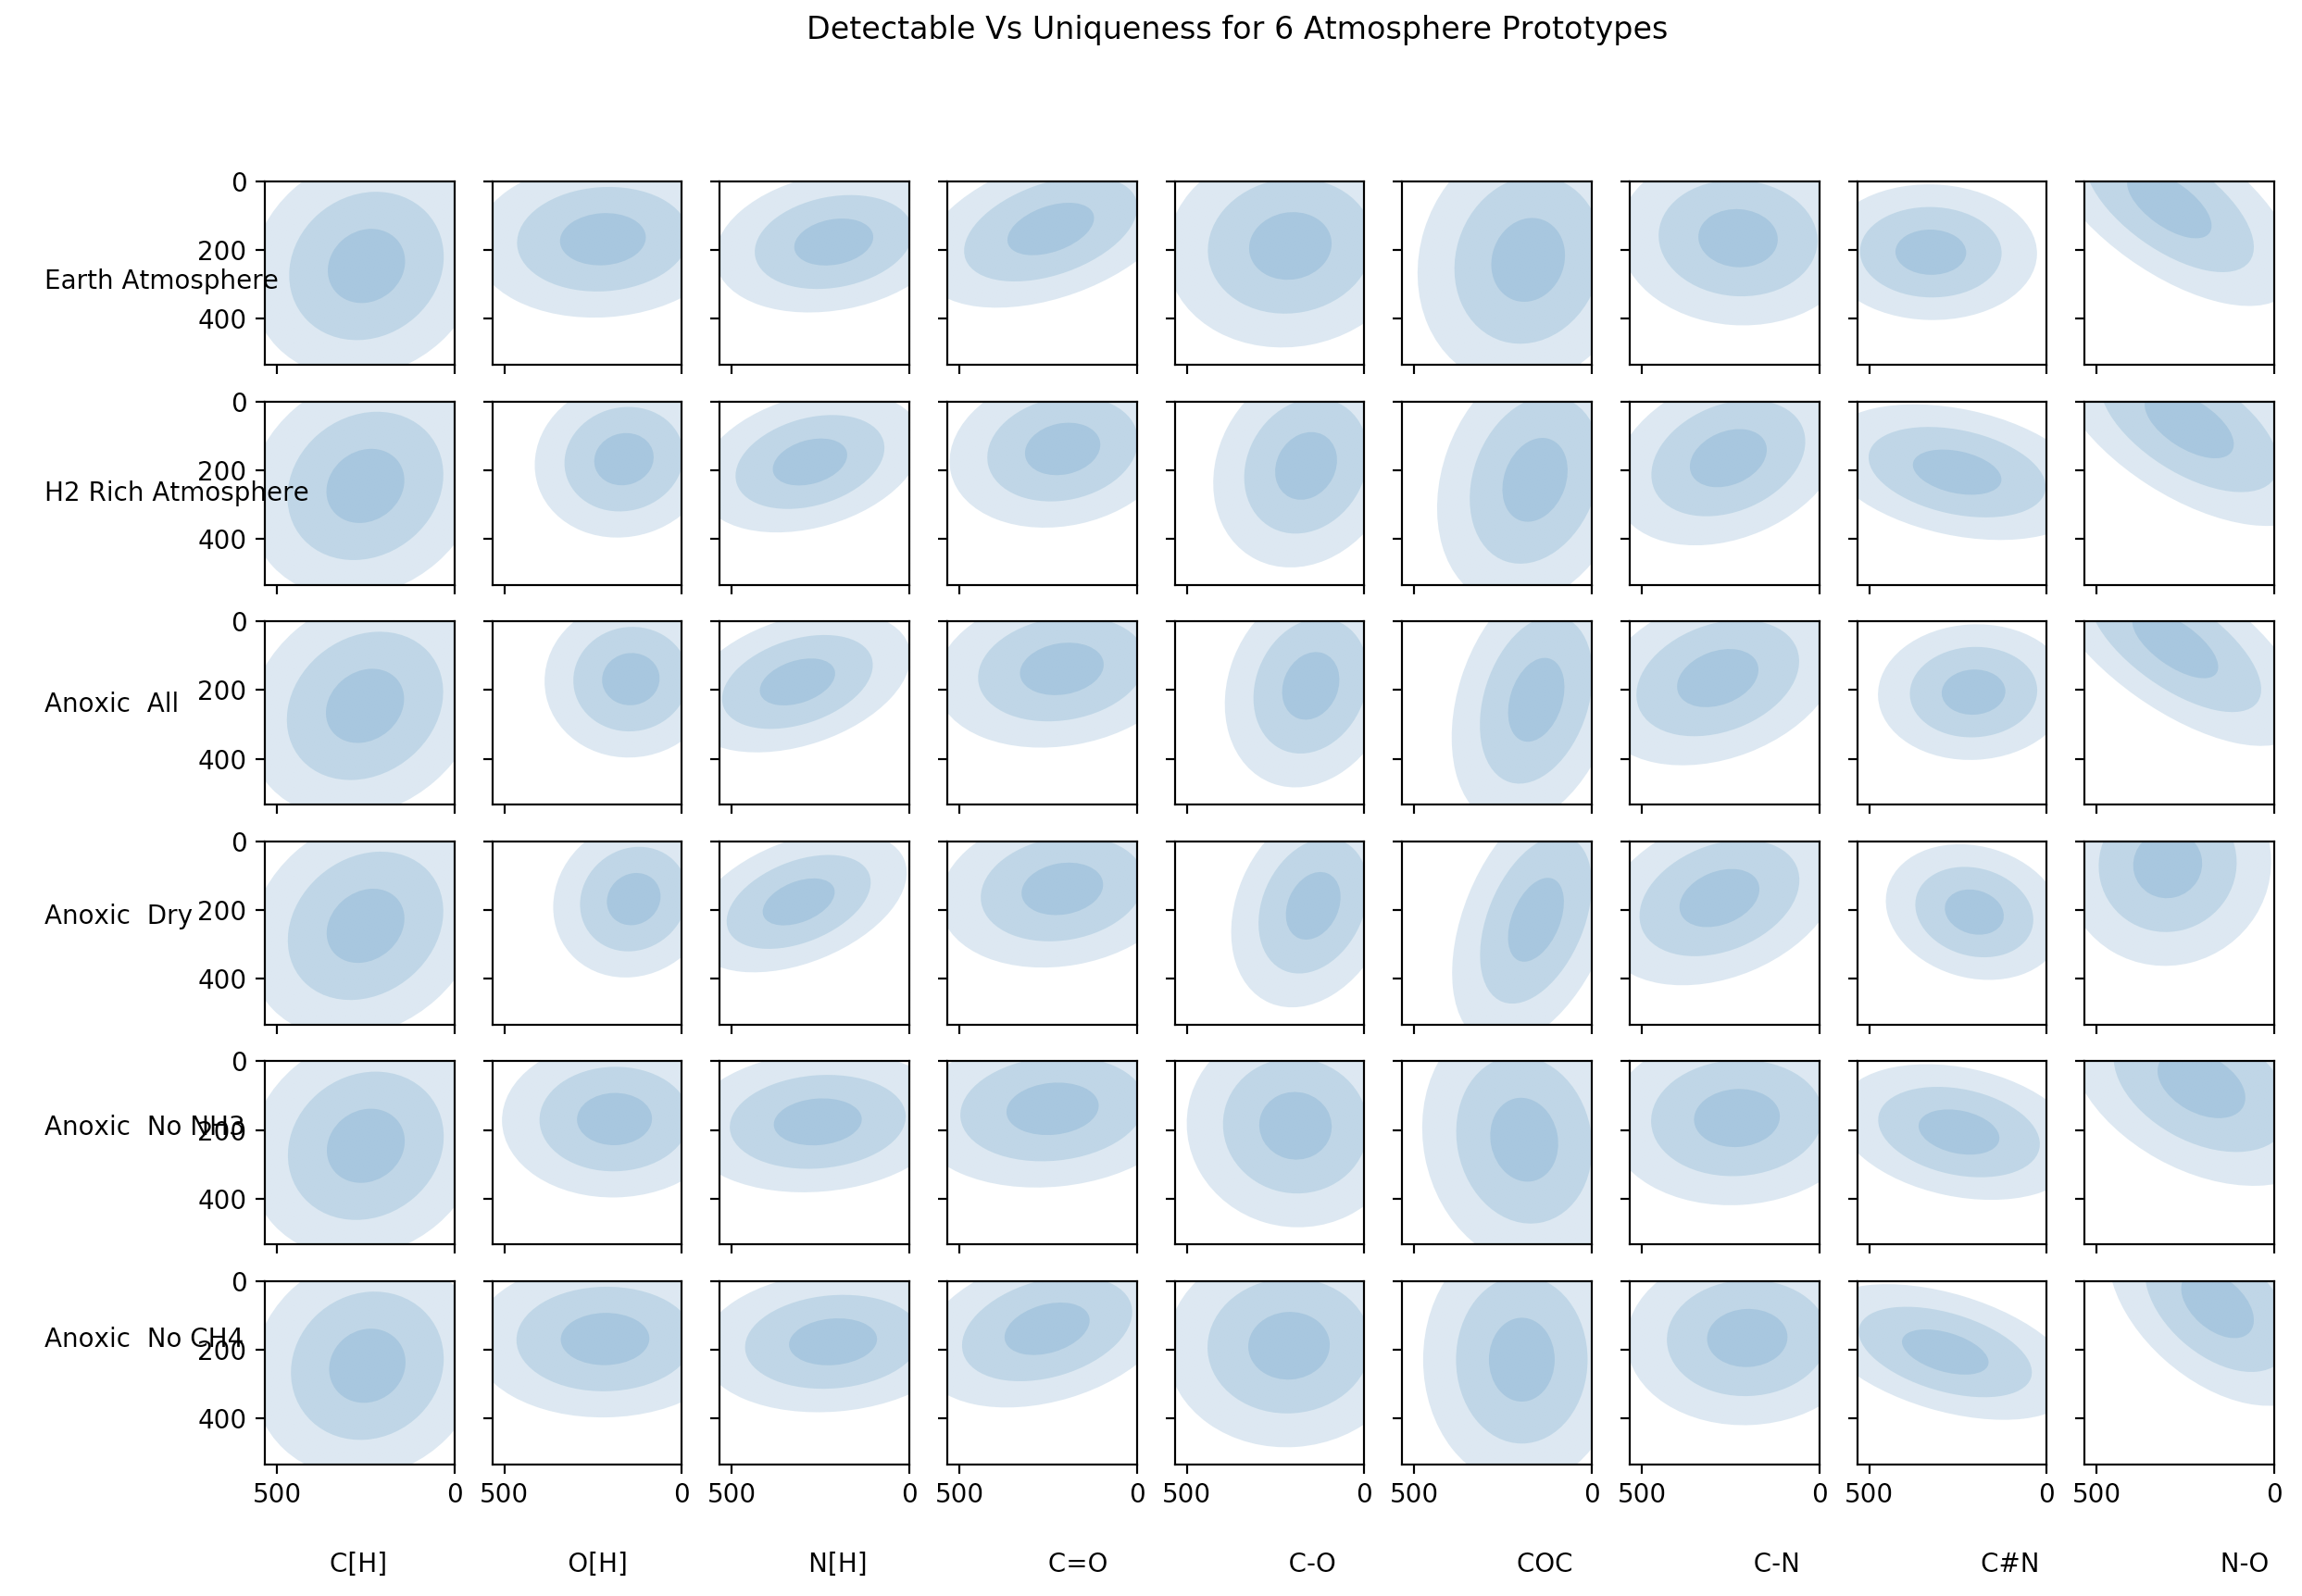 Detectable Vs Uniqueness for 6 Atmosphere Prototypes
0
200
Earth Atmosphere
400
0
200
H2 Rich Atmosphere
400
0
200
Anoxic  All
400
0
200
Anoxic  Dry
400
0
200
Anoxic  No NH3
400
0
200
Anoxic  No CH4
400
500 0 500 0 500 0 500 0 500 0 500 0 500 0 500 0 500 0
C[H] O[H] N[H] C=O C-O COC C-N C#N N-O